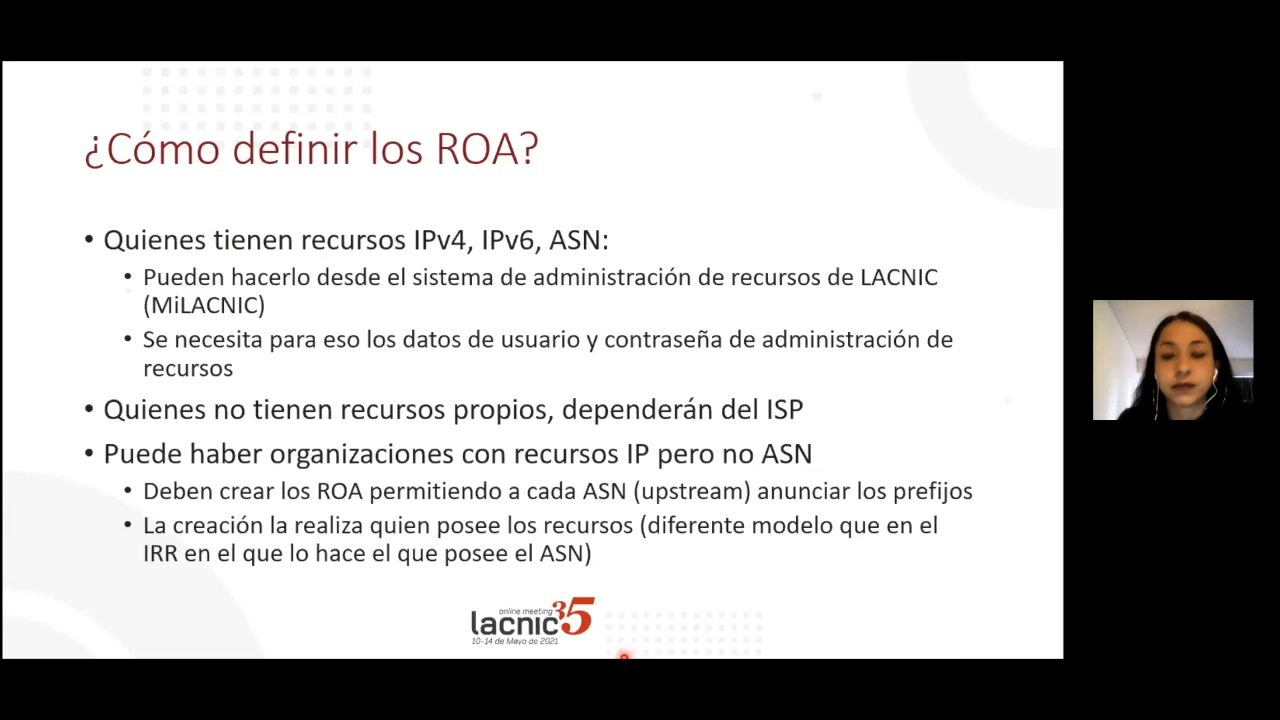 ¿Cómo definir los ROA?
• Quienes tienen recursos IPv4, IPv6, ASN:
• Pueden hacerlo desde el sistema de administración de recursos de LACNIC
(MiLACNIC)
• Se necesita para eso los datos de usuario y contraseña de administración de
recursos
• Quienes no tienen recursos propios, dependerán del ISP
• Puede haber organizaciones con recursos IP pero no ASN
• Deben crear los ROA permitiendo a cada ASN (upstream) anunciar los prefijos
• La creación la realiza quien posee los recursos (diferente modelo que en el
IRR en el que lo hace el que posee el ASN)
online meeting
lacnic35
10-14 de Mayo de 2021